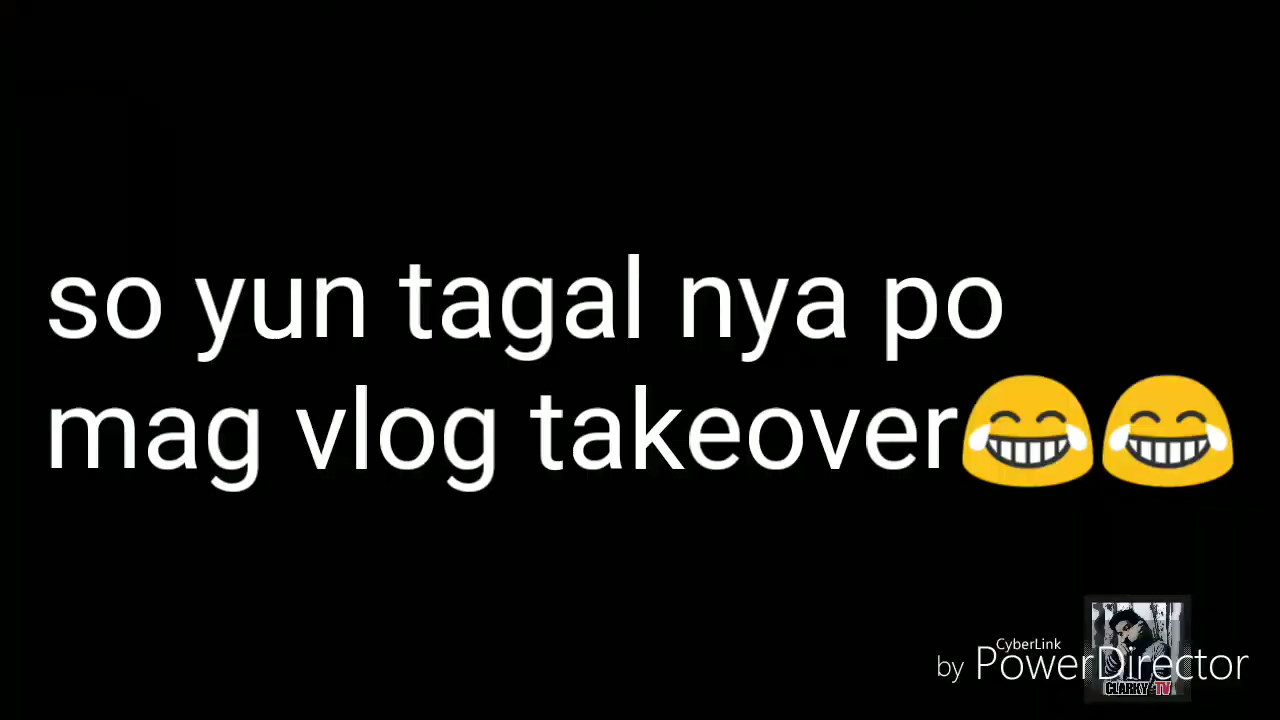 so yun tagal nya po
mag vlog takeover😂😂
CyberLink
by PowerDirector
CLARKY TV